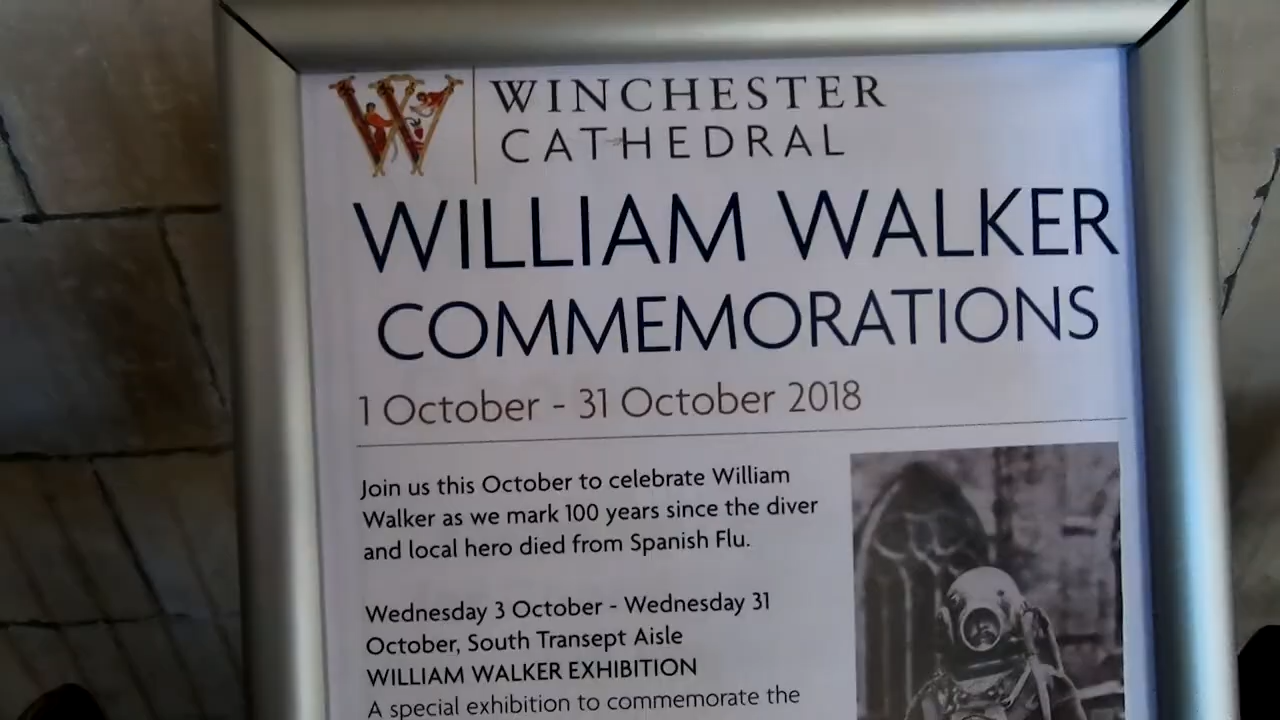 WINCHESTER
CATHEDRAL
WILLIAM WALKER
COMMEMORATIONS
1 October - 31 October 2018
Join us this October to celebrate William
Walker as we mark 100 years since the diver
and local hero died from Spanish Flu.
Wednesday 3 October - Wednesday 31
October, South Transept Aisle
WILLIAM WALKER EXHIBITION
A special exhibition to commemorate the